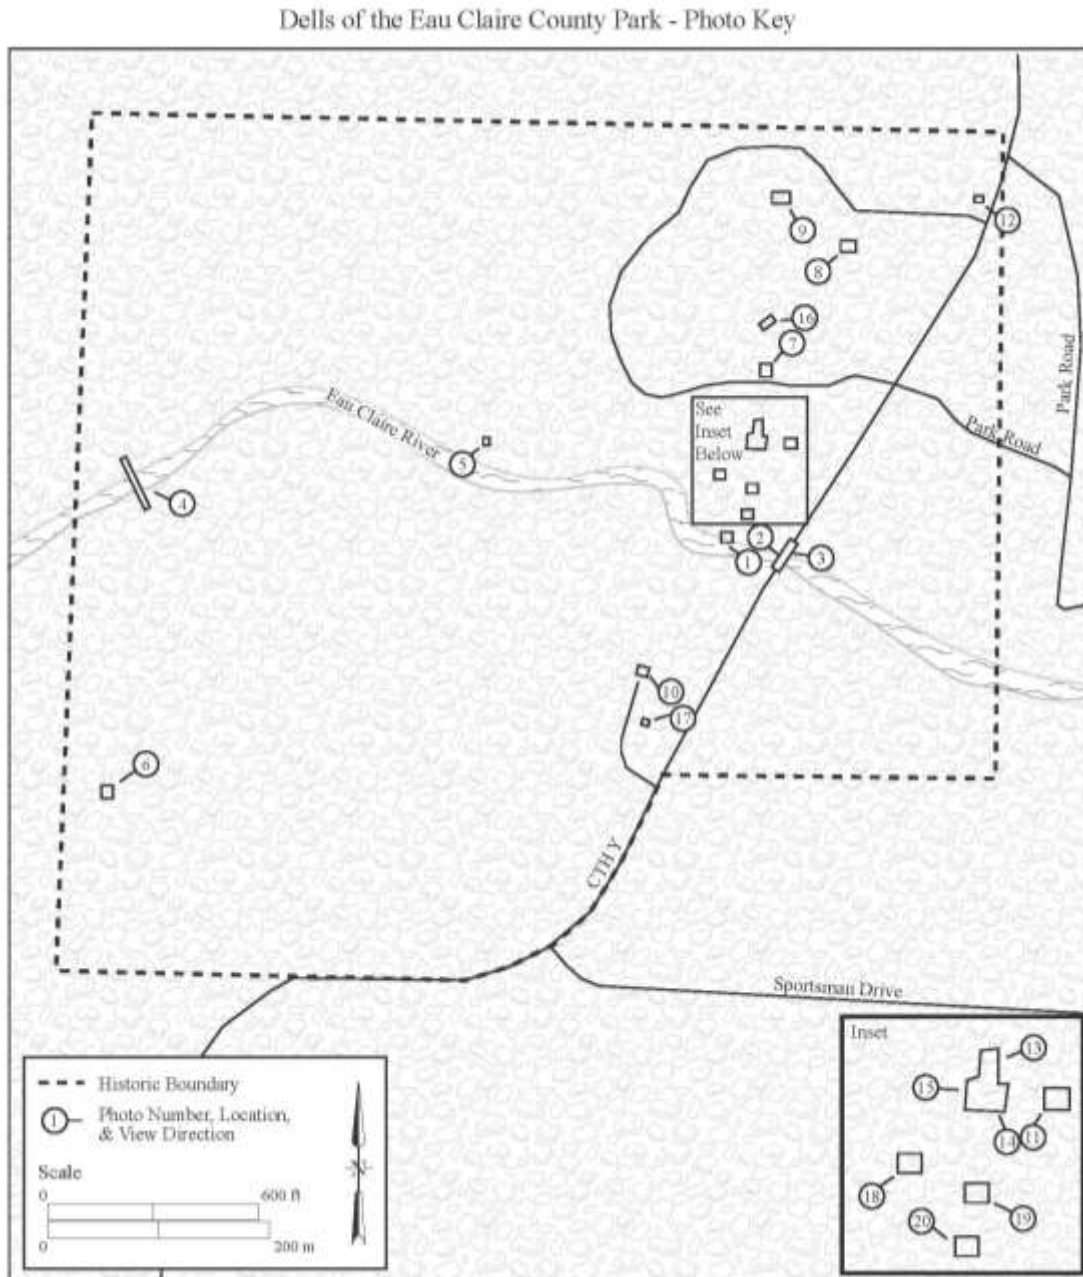 Dells of the Eau Claire County Park - Photo Key
12
9
8
16
7
Park Road
Eau Claire River
See
Inset
Below
Park Road
5
4
2
1
3
10
17
6
CTH Y
Sportsman Drive
Inset
13
15
14
11
18
19
20
Historic Boundary
1
Photo Number, Location,
& View Direction
Scale
0
600 ft
0
200 m
N